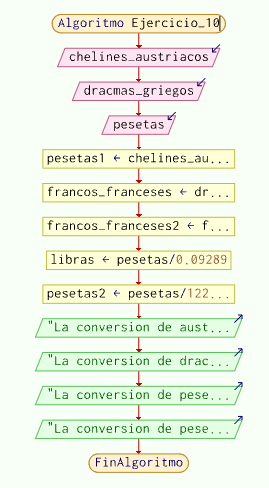 Algoritmo Ejercicio_10
chelines_austriacos
dracmas_griegos
pesetas
pesetas1 ← chelines_au...
francos_franceses ← dr...
francos_franceses2 ← f...
libras ← pesetas/0.09289
pesetas2 ← pesetas/122...
"La conversion de aust...
"La conversion de drac...
"La conversion de pese...
"La conversion de pese...
FinAlgoritmo